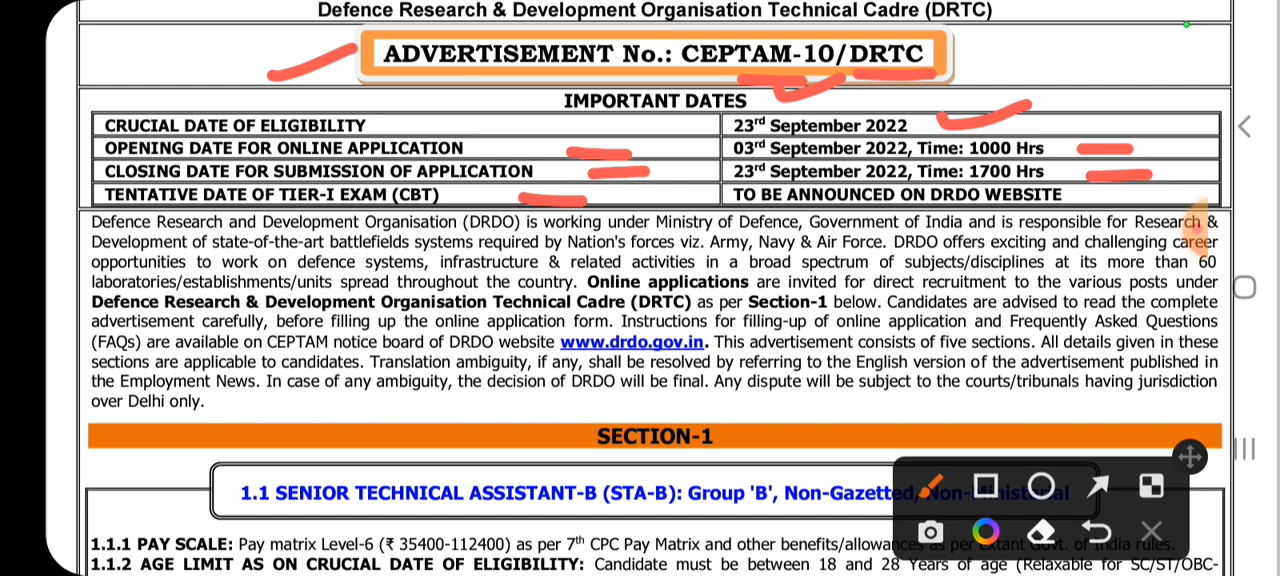 Defence Research & Development Organisation Technical Cadre (DRTC)
ADVERTISEMENT No.: CEPTAM-10/DRTC
IMPORTANT DATES
CRUCIAL DATE OF ELIGIBILITY 23rd September 2022
OPENING DATE FOR ONLINE APPLICATION 03rd September 2022, Time: 1000 Hrs
CLOSING DATE FOR SUBMISSION OF APPLICATION 23rd September 2022, Time: 1700 Hrs
TENTATIVE DATE OF TIER-I EXAM (CBT) TO BE ANNOUNCED ON DRDO WEBSITE
Defence Research and Development Organisation (DRDO) is working under Ministry of Defence, Government of India and is responsible for Research &
Development of state-of-the-art battlefields systems required by Nation's forces viz. Army, Navy & Air Force. DRDO offers exciting and challenging career
opportunities to work on defence systems, infrastructure & related activities in a broad spectrum of subjects/disciplines at its more than 60
laboratories/establishments/units spread throughout the country. Online applications are invited for direct recruitment to the various posts under
Defence Research & Development Organisation Technical Cadre (DRTC) as per Section-1 below. Candidates are advised to read the complete
advertisement carefully, before filling up the online application form. Instructions for filling-up of online application and Frequently Asked Questions
(FAQs) are available on CEPTAM notice board of DRDO website www.drdo.gov.in. This advertisement consists of five sections. All details given in these
sections are applicable to candidates. Translation ambiguity, if any, shall be resolved by referring to the English version of the advertisement published in
the Employment News. In case of any ambiguity, the decision of DRDO will be final. Any dispute will be subject to the courts/tribunals having jurisdiction
over Delhi only.
SECTION-1
1.1 SENIOR TECHNICAL ASSISTANT-B (STA-B): Group 'B', Non-Gazetted, Non-Ministerial
1.1.1 PAY SCALE: Pay matrix Level-6 (₹ 35400-112400) as per 7th CPC Pay Matrix and other benefits/allowances as per extant Govt. of India rules.
1.1.2 AGE LIMIT AS ON CRUCIAL DATE OF ELIGIBILITY: Candidate must be between 18 and 28 Years of age (Relaxable for SC/ST/OBC-